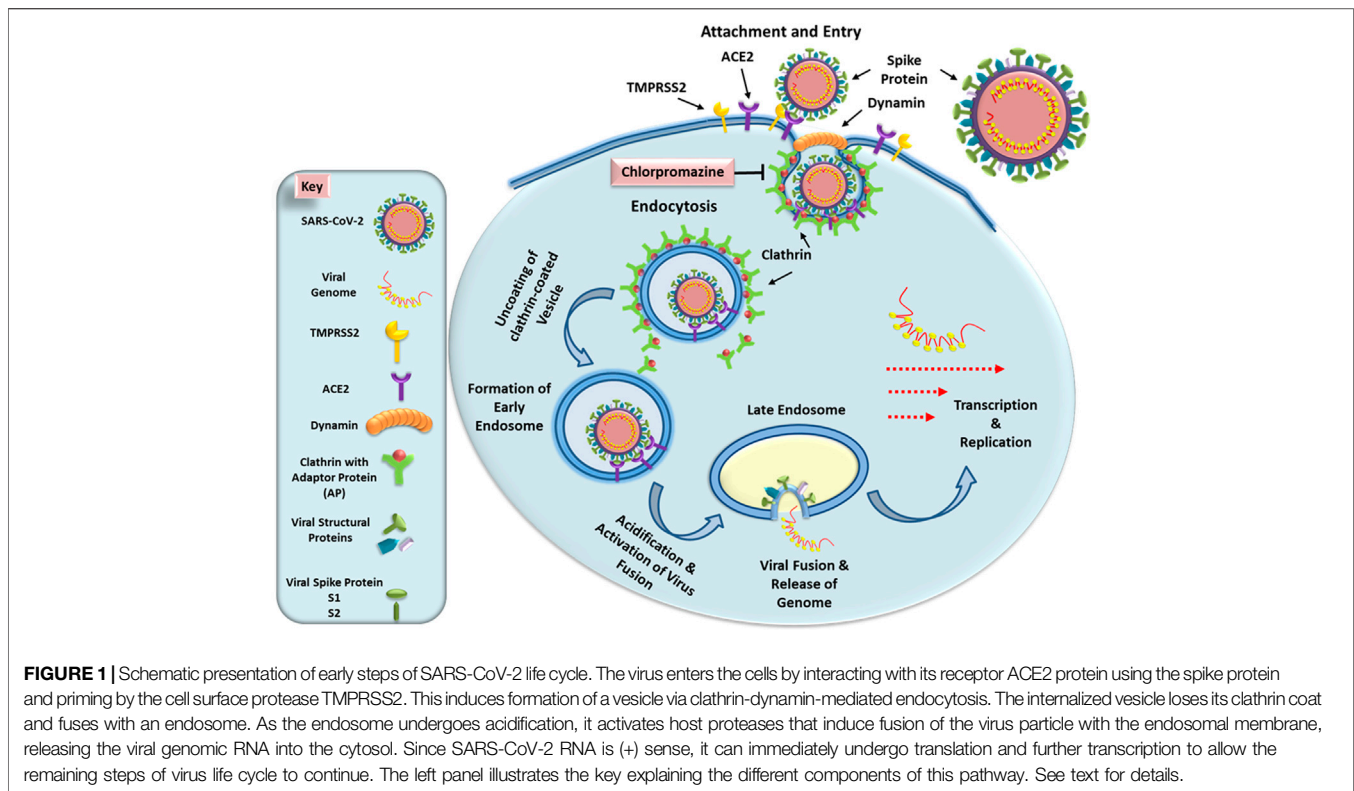 Attachment and Entry
ACE2
TMPRSS2
Spike
Protein
Dynamin
Chlorpromazine
Endocytosis
Clathrin
Uncoating of
clathrin-coated
Vesicle
Formation of
Early
Endosome
Acidification &
Activation of Virus
Fusion
Late Endosome
Viral Fusion &
Release of
Genome
Transcription
&
Replication
Key
SARS-CoV-2
Viral
Genome
TMPRSS2
ACE2
Dynamin
Clathrin with
Adaptor Protein
(AP)
Viral Structural
Proteins
Viral Spike Protein
S1
S2
FIGURE 1 | Schematic presentation of early steps of SARS-CoV-2 life cycle. The virus enters the cells by interacting with its receptor ACE2 protein using the spike protein
and priming by the cell surface protease TMPRSS2. This induces formation of a vesicle via clathrin-dynamin-mediated endocytosis. The internalized vesicle loses its clathrin coat
and fuses with an endosome. As the endosome undergoes acidification, it activates host proteases that induce fusion of the virus particle with the endosomal membrane,
releasing the viral genomic RNA into the cytosol. Since SARS-CoV-2 RNA is (+) sense, it can immediately undergo translation and further transcription to allow the
remaining steps of virus life cycle to continue. The left panel illustrates the key explaining the different components of this pathway. See text for details.